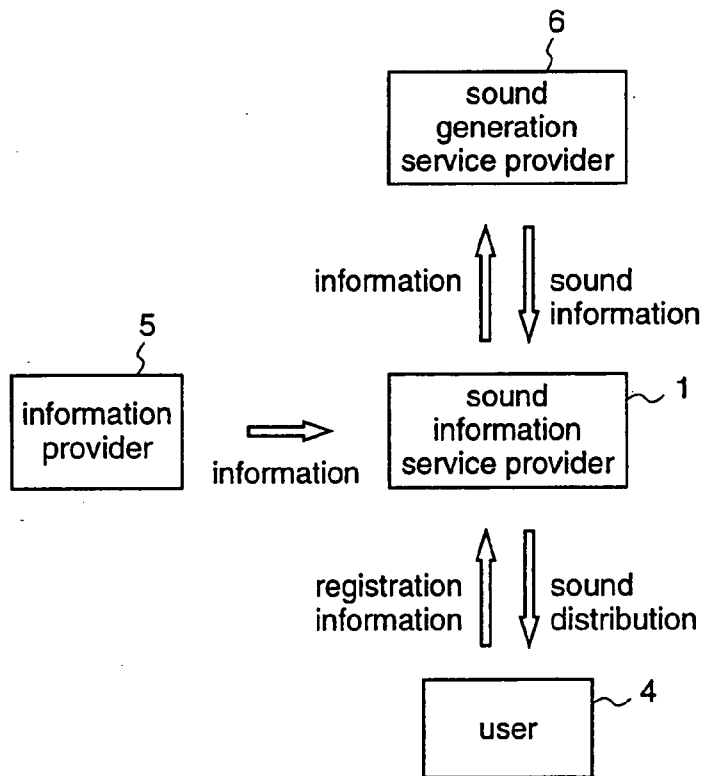 6
sound
generation
service provider
information
sound
information
5
information
provider
information
sound
information
service provider
1
registration
information
sound
distribution
user
4